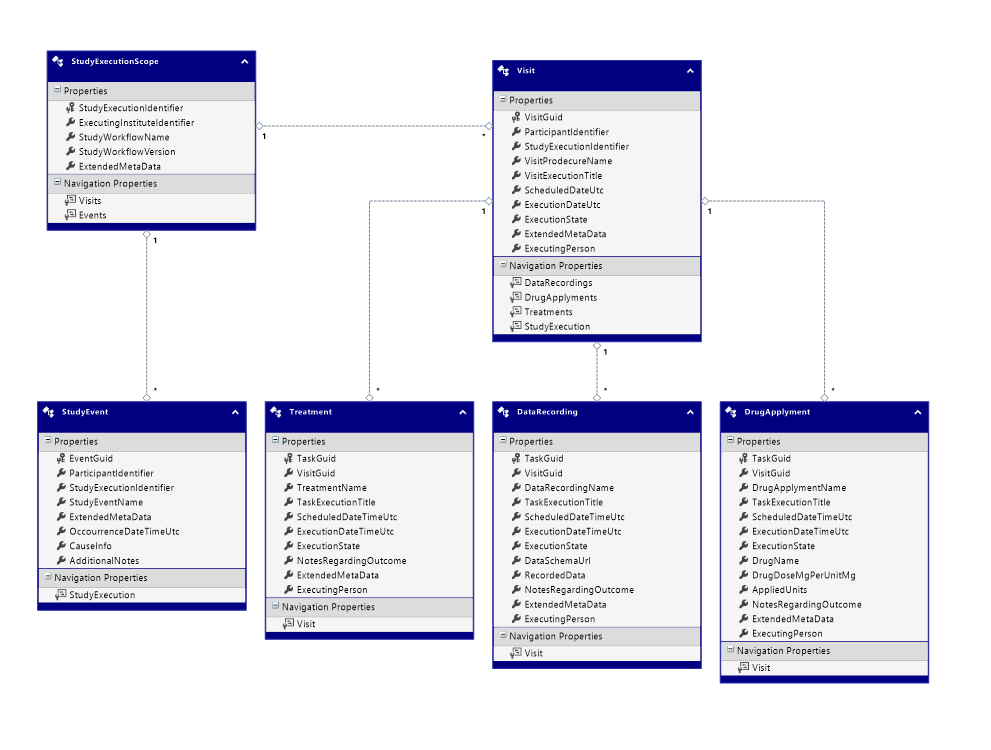 StudyExecutionScope
Properties
StudyExecutionIdentifier
ExecutingInstituteIdentifier
StudyWorkflowName
StudyWorkflowVersion
ExtendedMetaData
Navigation Properties
Visits
Events
1
*
1
*
Visit
Properties
VisitGuid
ParticipantIdentifier
StudyExecutionIdentifier
VisitProdecureName
VisitExecutionTitle
ScheduledDateUtc
ExecutionDateUtc
ExecutionState
ExtendedMetaData
ExecutingPerson
Navigation Properties
DataRecordings
DrugApplyments
Treatments
StudyExecution
1
*
1
*
1
*
StudyEvent
Properties
EventGuid
ParticipantIdentifier
StudyExecutionIdentifier
StudyEventName
ExtendedMetaData
OccourrenceDateTimeUtc
CauseInfo
AdditionalNotes
Navigation Properties
StudyExecution
Treatment
Properties
TaskGuid
VisitGuid
TreatmentName
TaskExecutionTitle
ScheduledDateTimeUtc
ExecutionDateTimeUtc
ExecutionState
NotesRegardingOutcome
ExtendedMetaData
ExecutingPerson
Navigation Properties
Visit
DataRecording
Properties
TaskGuid
VisitGuid
DataRecordingName
TaskExecutionTitle
ScheduledDateTimeUtc
ExecutionDateTimeUtc
ExecutionState
DataSchemaUrl
RecordedData
NotesRegardingOutcome
ExtendedMetaData
ExecutingPerson
Navigation Properties
Visit
DrugApplyment
Properties
TaskGuid
VisitGuid
DrugApplymentName
TaskExecutionTitle
ScheduledDateTimeUtc
ExecutionDateTimeUtc
ExecutionState
DrugName
DrugDoseMgPerUnitMg
AppliedUnits
NotesRegardingOutcome
ExtendedMetaData
ExecutingPerson
Navigation Properties
Visit